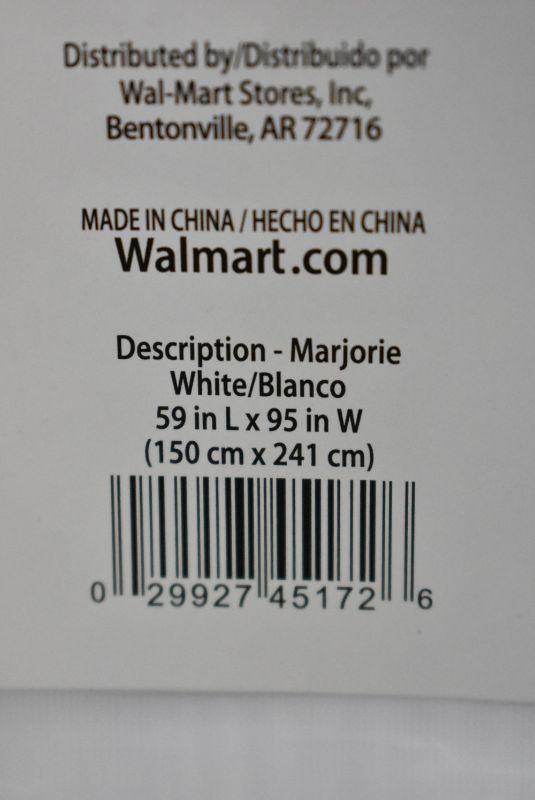 Distributed by/Distribuido por
Wal-Mart Stores, Inc,
Bentonville, AR 72716
MADE IN CHINA / HECHO EN CHINA
Walmart.com
Description - Marjorie
White/Blanco
59 in L x 95 in W
(150 cm x 241 cm)
0 29927 45172 6